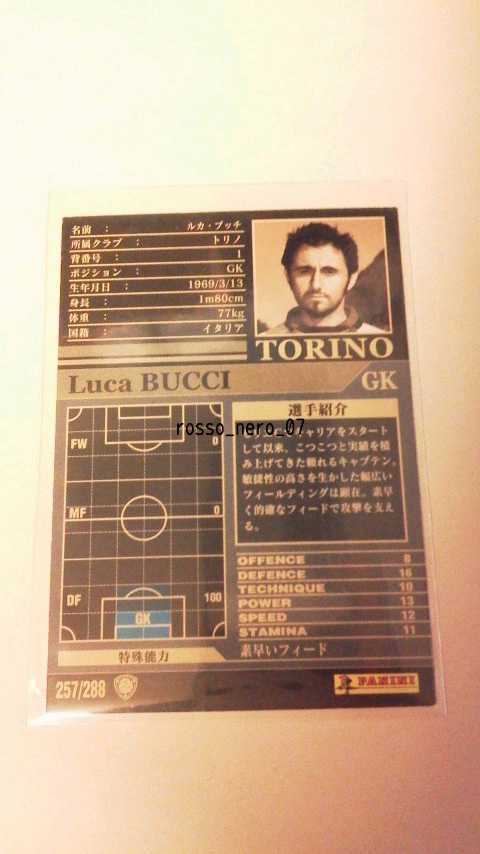 名前 ： ルカ・ブッチ
所属クラブ ： トリノ
背番号 ： 1
ポジション ： GK
生年月日 ： 1969/3/13
身長 ： 1m80cm
体重 ： 77kg
国籍 ： イタリア
TORINO
Luca BUCCI
GK
選手紹介
rosso_nero_07
キャリアをスタート
して以来、こつこつと実績を積
み上げてきた頼れるキャプテン。
敏捷性の高さを生かした幅広い
フィールディングは顕在。素早
く的確なフィードで攻撃を支え
る。
FW 0
MF 0
DF 100
GK
OFFENCE 8
DEFENCE 16
TECHNIQUE 10
POWER 13
SPEED 12
STAMINA 11
特殊能力
素早いフィード
257/288
PANINI